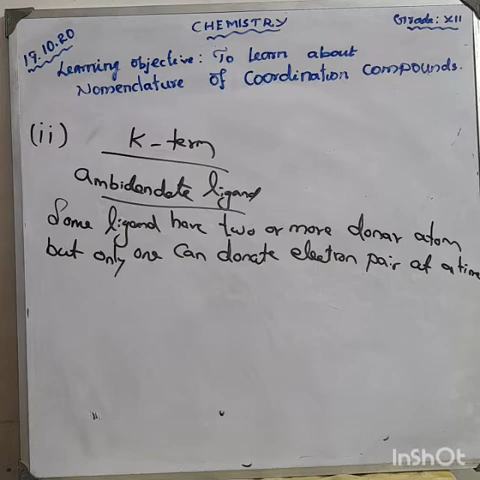 CHEMISTRY
Grade: XII
19.10.20
Learning objective: To learn about
Nomenclature of Coordination compounds.
(ii) K-term
Ambidendate ligand
Some ligand have two or more donar atom
but only one can donate electron pair at a time
InShOt